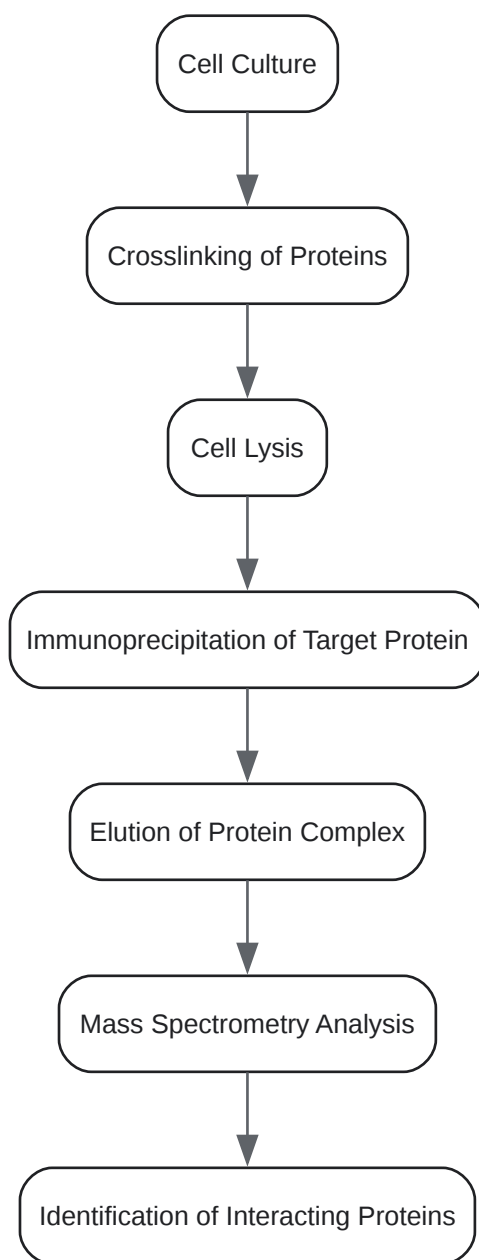 Cell Culture
Crosslinking of Proteins
Cell Lysis
Immunoprecipitation of Target Protein
Elution of Protein Complex
Mass Spectrometry Analysis
Identification of Interacting Proteins